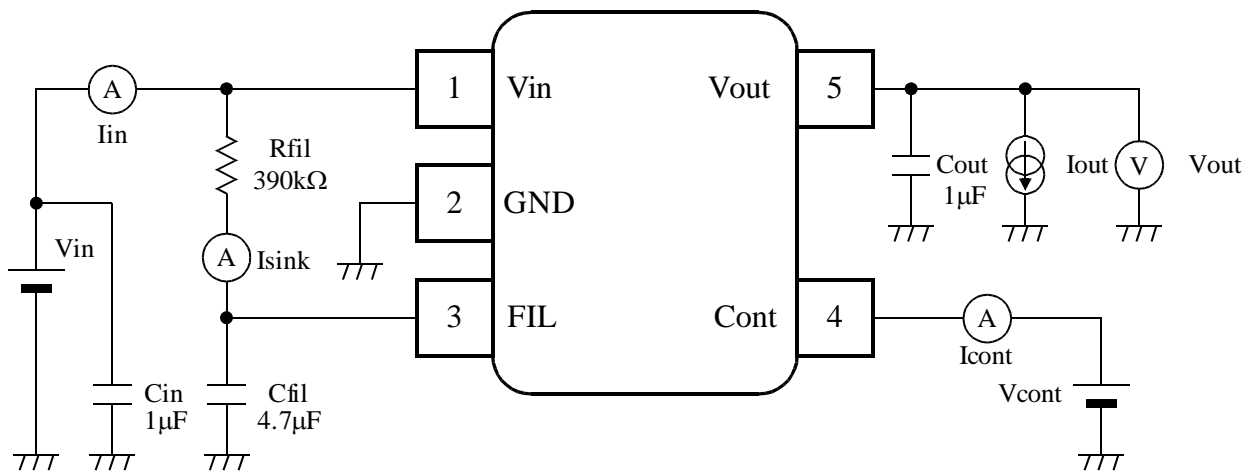 A
Iin
Rfil
390kΩ
A
Isink
Vin
Cin
1μF
Cfil
4.7μF
1
Vin
2
GND
3
FIL
Vout
5
Cont
4
Cout
1μF
Iout
V
Vout
A
Icont
Vcont